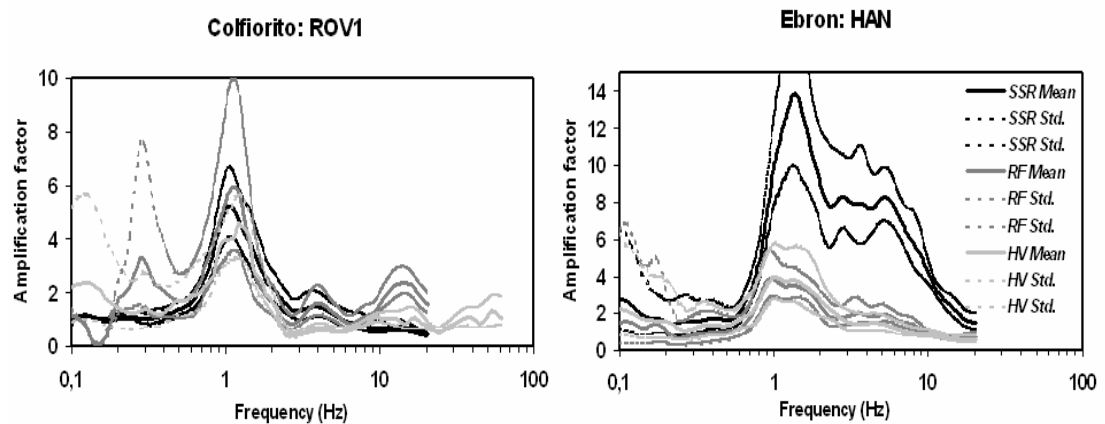 Colfiorito: ROV1
Amplification factor
10
8
6
4
2
0
0,1
1
10
100
Frequency (Hz)
Ebron: HAN
Amplification factor
14
12
10
8
6
4
2
0
0,1
1
10
100
Frequency (Hz)
SSR Mean
SSR Std.
SSR Std.
RF Mean
RF Std.
RF Std.
HV Mean
HV Std.
HV Std.